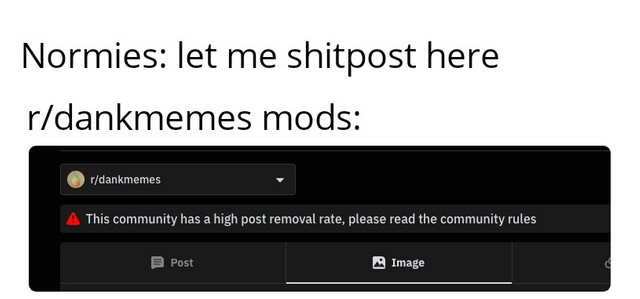 Normies: let me shitpost here
r/dankmemes mods:
r/dankmemes
This community has a high post removal rate, please read the community rules
Post Image